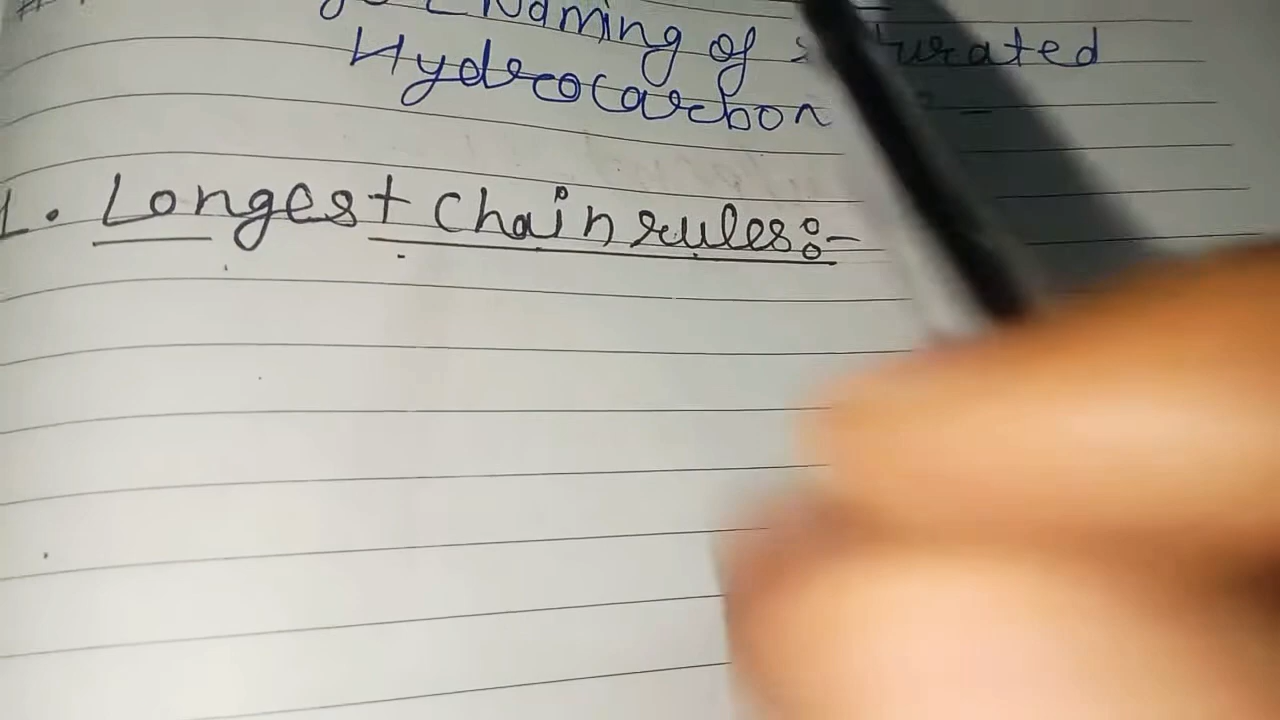 Naming of
Hydrocarbon
1. Longest Chain rules:-